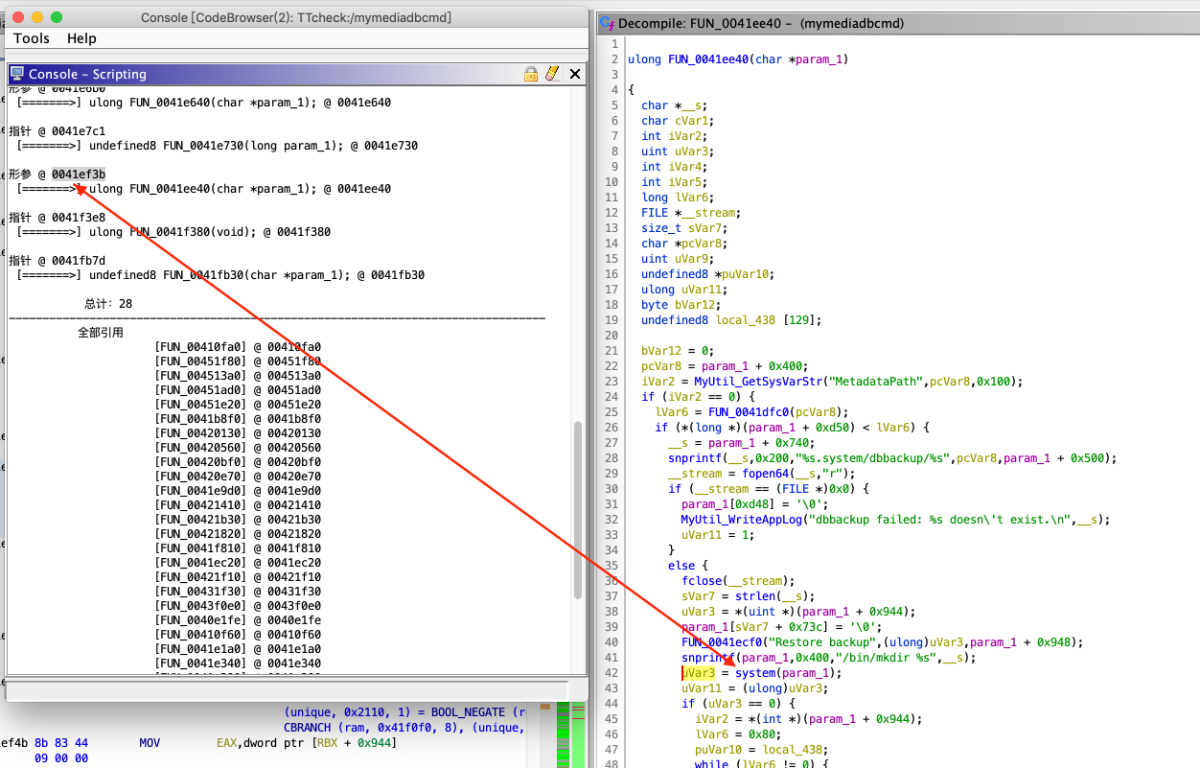 Console [CodeBrowser(2): TTcheck:/mymediadbcmd]
Tools Help
Console - Scripting
形参 @ 0041e6b0
[=======>] ulong FUN_0041e640(char *param_1); @ 0041e640
指针 @ 0041e7c1
[=======>] undefined8 FUN_0041e730(long param_1); @ 0041e730
形参 @ 0041ef3b
[=======>] ulong FUN_0041ee40(char *param_1); @ 0041ee40
指针 @ 0041f3e8
[=======>] ulong FUN_0041f380(void); @ 0041f380
指针 @ 0041fb7d
[=======>] undefined8 FUN_0041fb30(char *param_1); @ 0041fb30
总计: 28
--------------------------------------------------------------------------------
全部引用
[FUN_00410fa0] @ 00410fa0
[FUN_00451f80] @ 00451f80
[FUN_004513a0] @ 004513a0
[FUN_00451ad0] @ 00451ad0
[FUN_00451e20] @ 00451e20
[FUN_0041b8f0] @ 0041b8f0
[FUN_00420130] @ 00420130
[FUN_00420560] @ 00420560
[FUN_00420bf0] @ 00420bf0
[FUN_00420e70] @ 00420e70
[FUN_0041e9d0] @ 0041e9d0
[FUN_00421410] @ 00421410
[FUN_00421b30] @ 00421b30
[FUN_00421820] @ 00421820
[FUN_0041f810] @ 0041f810
[FUN_0041ec20] @ 0041ec20
[FUN_00421f10] @ 00421f10
[FUN_00431f30] @ 00431f30
[FUN_0043f0e0] @ 0043f0e0
[FUN_0040e1fe] @ 0040e1fe
[FUN_00410f60] @ 00410f60
[FUN_0041e1a0] @ 0041e1a0
[FUN_0041e340] @ 0041e340
(unique, 0x2110, 1) = BOOL_NEGATE (r
CBRANCH (ram, 0x41f0f0, 8), (unique,
ef4b 8b 83 44 MOV EAX,dword ptr [RBX + 0x944]
09 00 00
Decompile: FUN_0041ee40 - (mymediadbcmd)
1
2 ulong FUN_0041ee40(char *param_1)
3
4 {
5 char *__s;
6 char cVar1;
7 int iVar2;
8 uint uVar3;
9 int iVar4;
10 int iVar5;
11 long lVar6;
12 FILE *__stream;
13 size_t sVar7;
14 char *pcVar8;
15 uint uVar9;
16 undefined8 *puVar10;
17 ulong uVar11;
18 byte bVar12;
19 undefined8 local_438 [129];
20
21 bVar12 = 0;
22 pcVar8 = param_1 + 0x400;
23 iVar2 = MyUtil_GetSysVarStr("MetadataPath",pcVar8,0x100);
24 if (iVar2 == 0) {
25 lVar6 = FUN_0041dfc0(pcVar8);
26 if (*(long *)(param_1 + 0xd50) < lVar6) {
27 __s = param_1 + 0x740;
28 snprintf(__s,0x200,"%s.system/dbbackup/%s",pcVar8,param_1 + 0x500);
29 __stream = fopen64(__s,"r");
30 if (__stream == (FILE *)0x0) {
31 param_1[0xd48] = '\0';
32 MyUtil_WriteAppLog("dbbackup failed: %s doesn\'t exist.\n",__s);
33 uVar11 = 1;
34 }
35 else {
36 fclose(__stream);
37 sVar7 = strlen(__s);
38 uVar3 = *(uint *)(param_1 + 0x944);
39 param_1[sVar7 + 0x73c] = '\0';
40 FUN_0041ecf0("Restore backup",(ulong)uVar3,param_1 + 0x948);
41 snprintf(param_1,0x400,"/bin/mkdir %s",__s);
42 uVar3 = system(param_1);
43 uVar11 = (ulong)uVar3;
44 if (uVar3 == 0) {
45 iVar2 = *(int *)(param_1 + 0x944);
46 lVar6 = 0x80;
47 puVar10 = local_438;
48 while (lVar6 != 0) {